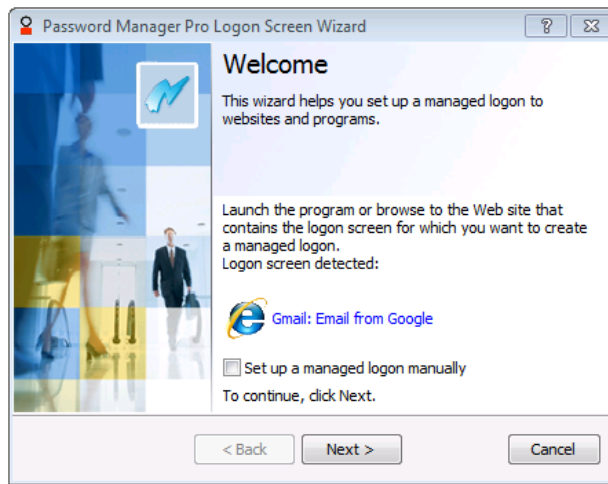 Password Manager Pro Logon Screen Wizard
Welcome
This wizard helps you set up a managed logon to
websites and programs.
Launch the program or browse to the Web site that
contains the logon screen for which you want to create
a managed logon.
Logon screen detected:
Gmail: Email from Google
Set up a managed logon manually
To continue, click Next.
< Back Next > Cancel